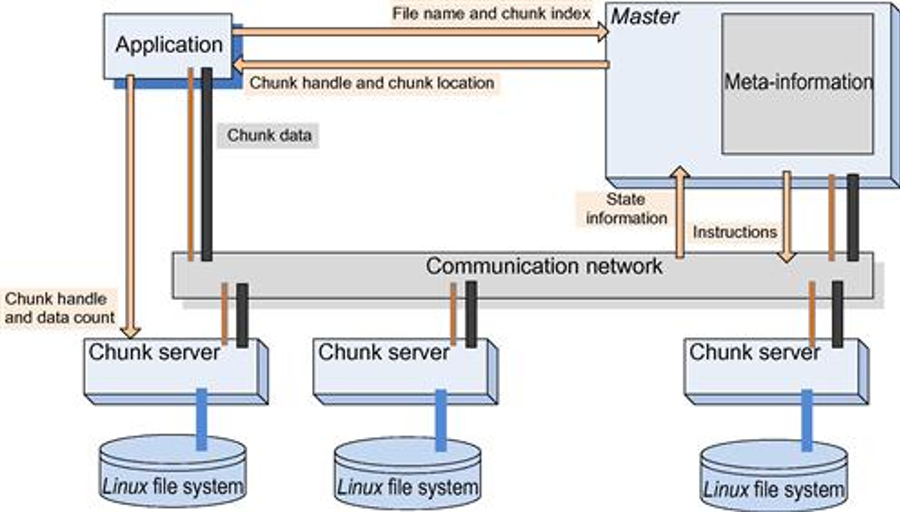 File name and chunk index
Master
Application
Chunk handle and chunk location
Meta-information
Chunk data
State
information
Instructions
Communication network
Chunk handle
and data count
Chunk server
Chunk server
Chunk server
Linux file system
Linux file system
Linux file system